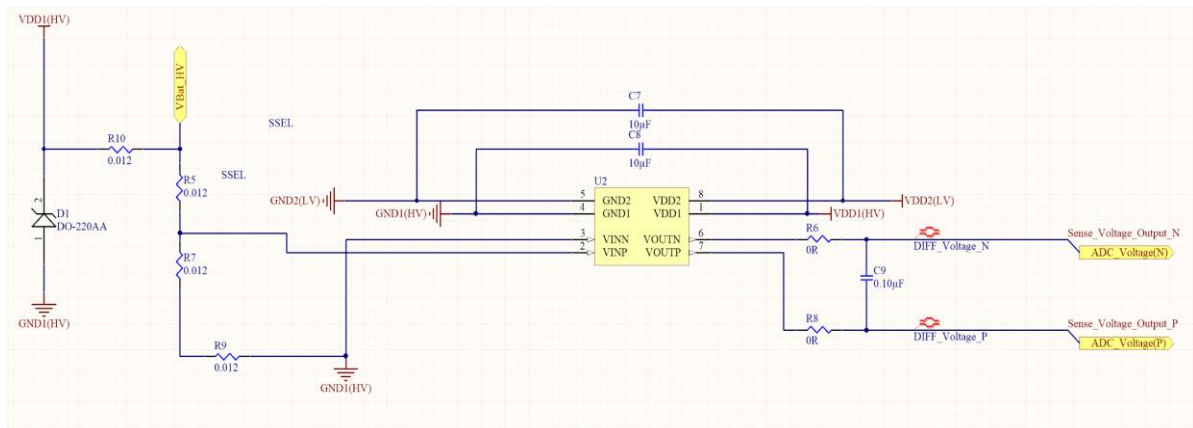 VDD1(HV)
VBat_HV
R10
0.012
SSEL
SSEL
R5
0.012
2
D1
DO-220AA
1
GND1(HV)
R7
0.012
R9
0.012
GND1(HV)
C7
10µF
C8
10µF
U2
GND2(LV)
5
GND2
VDD2
8
VDD2(LV)
GND1(HV)
4
GND1
VDD1
1
VDD1(HV)
3
VINN
VOUTN
6
2
VINP
VOUTP
7
R6
0R
DIFF_Voltage_N
Sense_Voltage_Output_N
ADC_Voltage(N)
C9
0.10µF
R8
0R
DIFF_Voltage_P
Sense_Voltage_Output_P
ADC_Voltage(P)